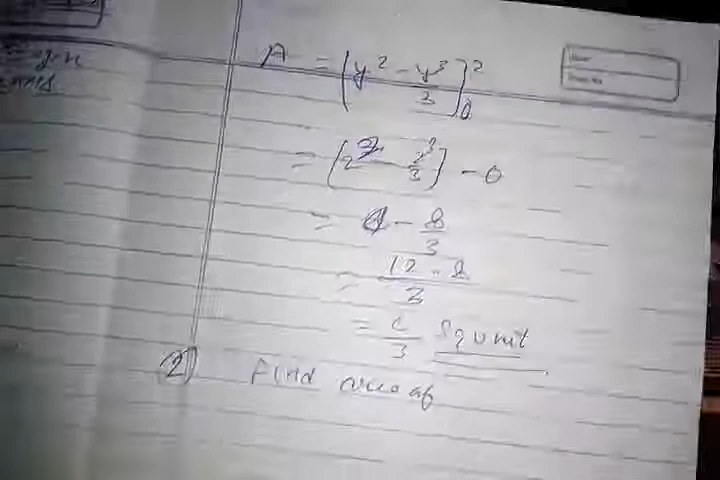 A = [y² - y³/3]₀²
= [2² - 2³/3] - 0
= 4 - 8/3
= 12 - 8/3
= 4/3 Sq unit
2) Find area of